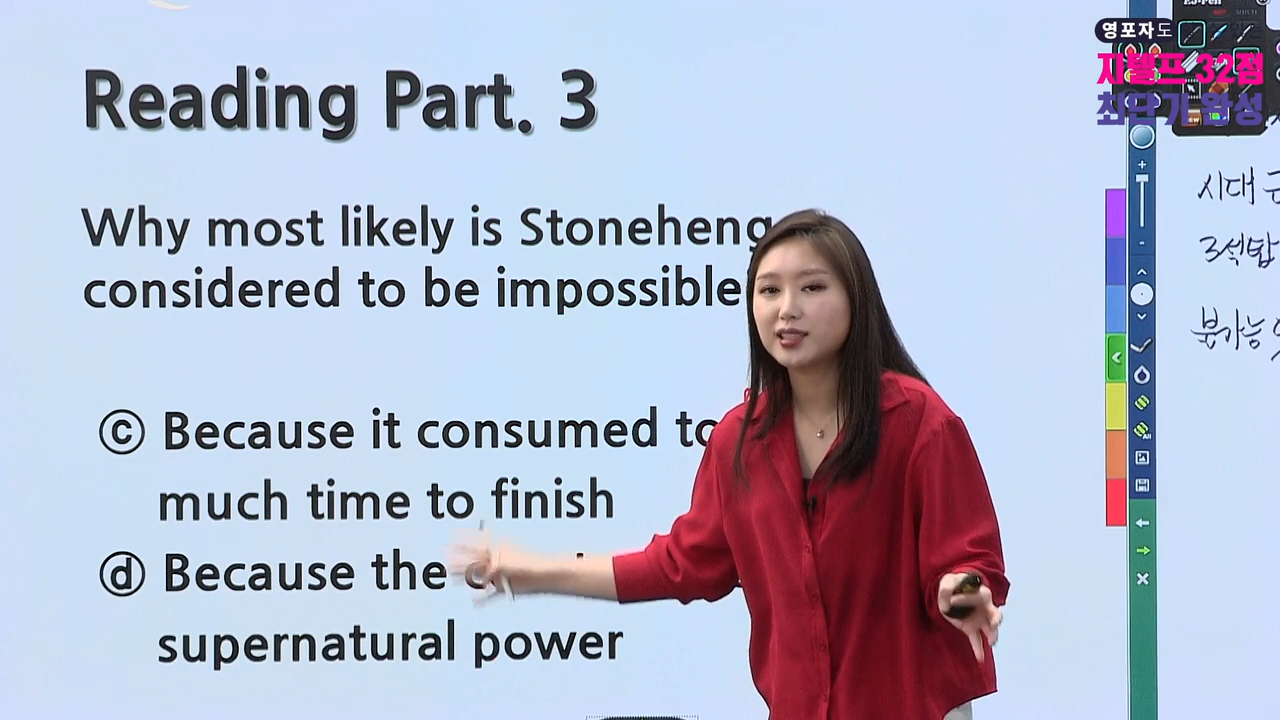 Reading Part. 3
Why most likely is Stoneheng
considered to be impossible
ⓒ Because it consumed to
much time to finish
ⓓ Because the
supernatural power
영포자도
지텔프 32점
최단기 완성
시대
3석탑
불가능